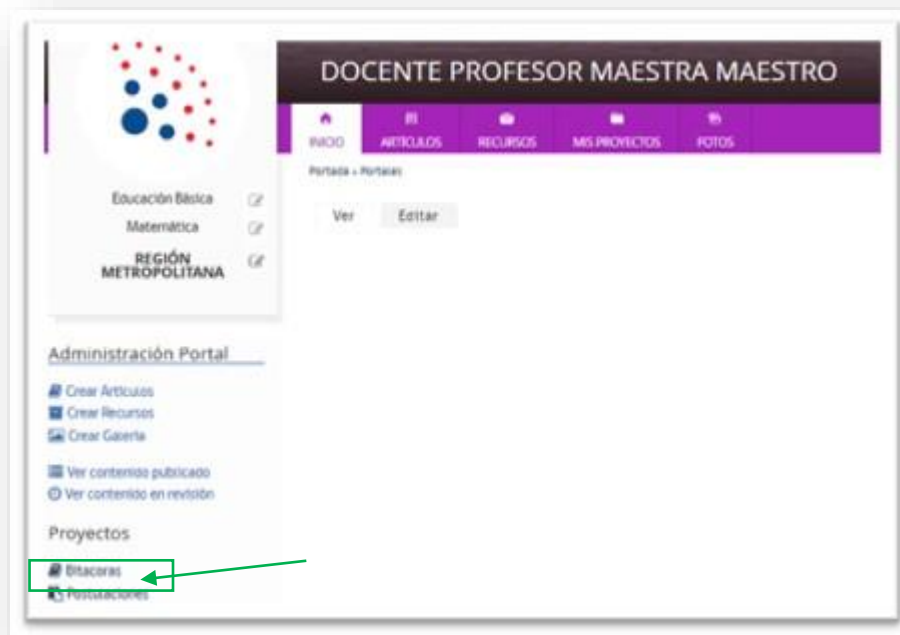 DOCENTE PROFESOR MAESTRA MAESTRO
INICIO
ARTÍCULOS
RECURSOS
MIS PROYECTOS
FOTOS
Portada » Portales
Ver
Editar
Educación Básica
Matemática
REGIÓN
METROPOLITANA
Administración Portal
Crear Artículos
Crear Recursos
Crear Galería
Ver contenido publicado
Ver contenido en revisión
Proyectos
Bitacoras
Postulaciones